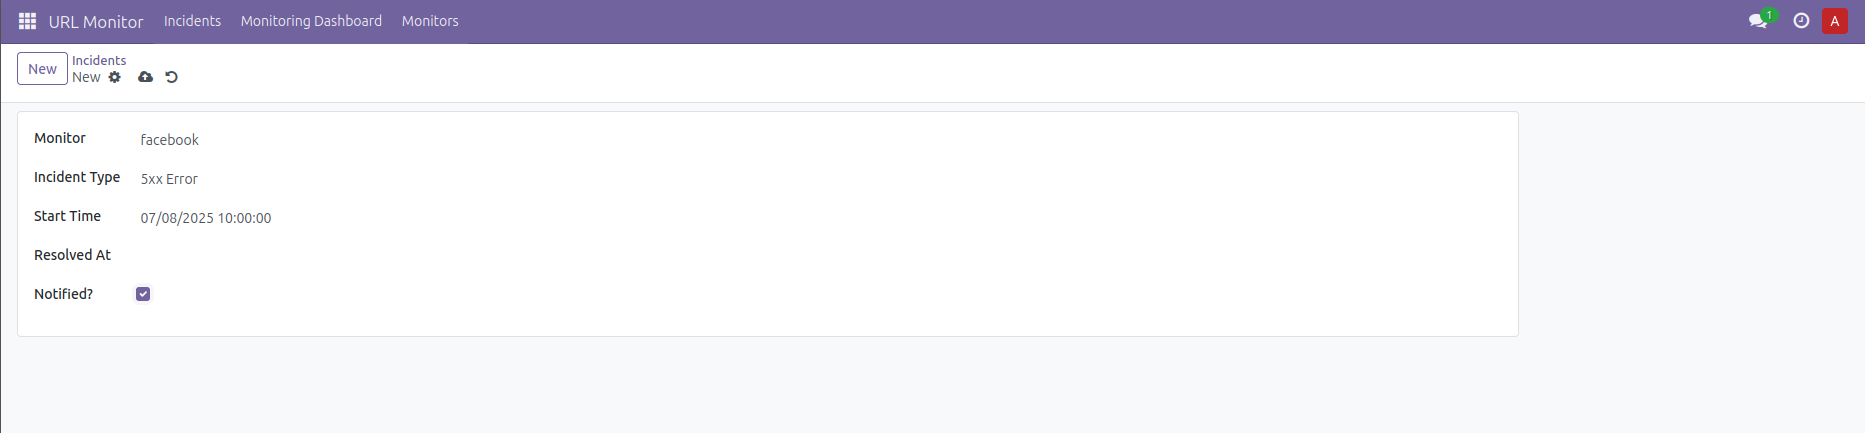 URL Monitor Incidents Monitoring Dashboard Monitors 1 A
New
Incidents
New
Monitor facebook
Incident Type 5xx Error
Start Time 07/08/2025 10:00:00
Resolved At
Notified?